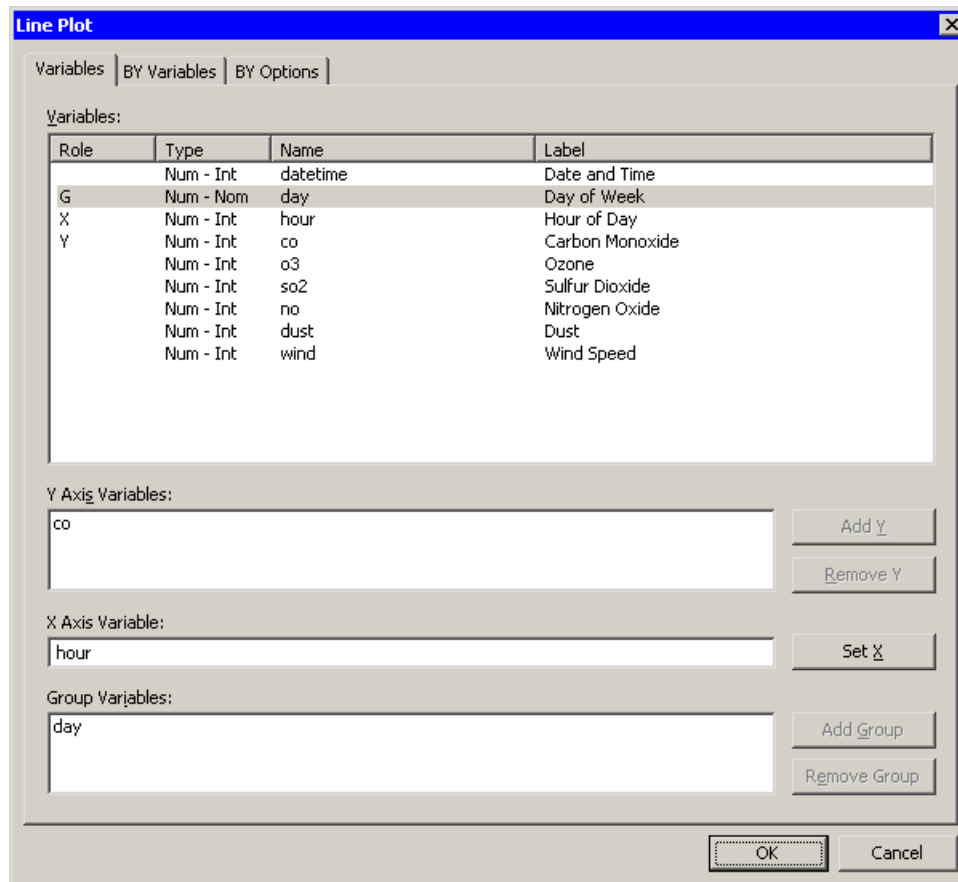 Line Plot
Variables BY Variables BY Options
Variables:
Role Type Name Label
Num - Int datetime Date and Time
G Num - Nom day Day of Week
X Num - Int hour Hour of Day
Y Num - Int co Carbon Monoxide
Num - Int o3 Ozone
Num - Int so2 Sulfur Dioxide
Num - Int no Nitrogen Oxide
Num - Int dust Dust
Num - Int wind Wind Speed
Y Axis Variables:
co
Add Y
Remove Y
X Axis Variable:
hour Set X
Group Variables:
day
Add Group
Remove Group
OK Cancel